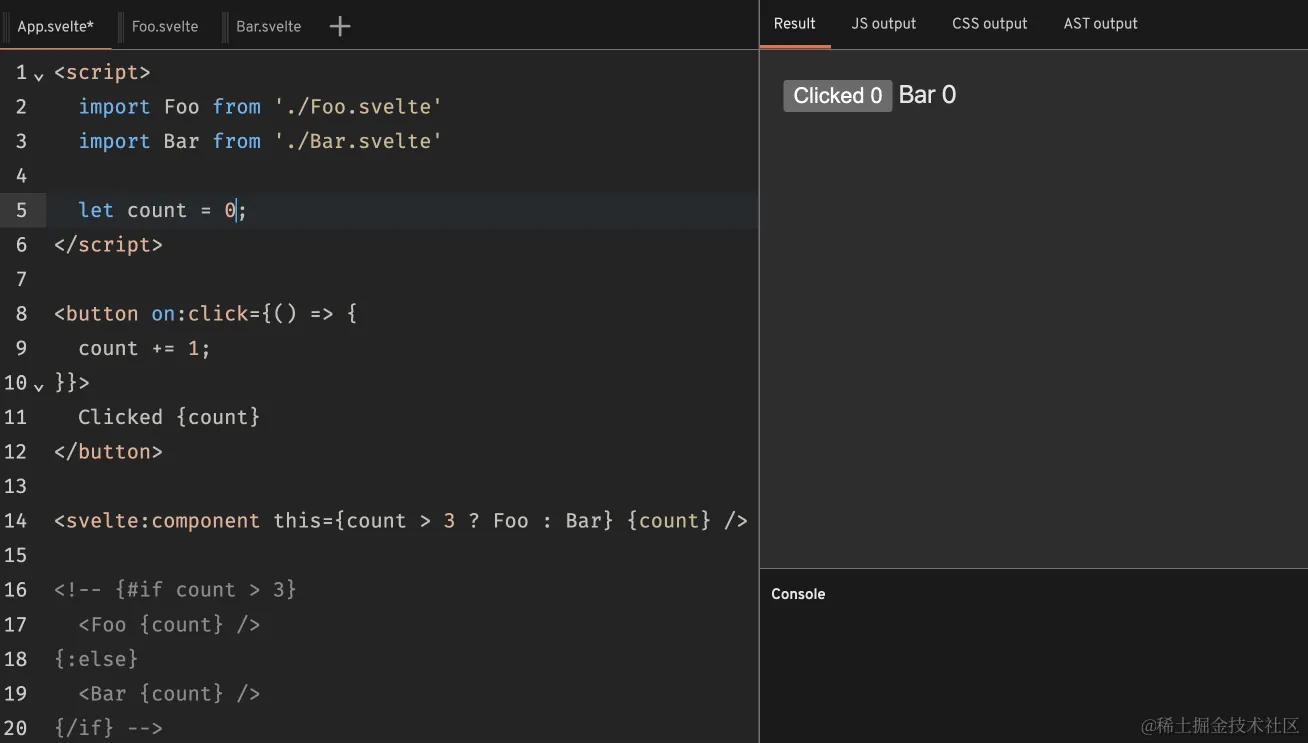 App.svelte* Foo.svelte Bar.svelte +
Result JS output CSS output AST output
1 <script>
2   import Foo from './Foo.svelte'
3   import Bar from './Bar.svelte'
4
5   let count = 0;
6 </script>
7
8 <button on:click={() => {
9   count += 1;
10 }}>
11   Clicked {count}
12 </button>
13
14 <svelte:component this={count > 3 ? Foo : Bar} {count} />
15
16 <!-- {#if count > 3}
17   <Foo {count} />
18 {:else}
19   <Bar {count} />
20 {/if} -->
Clicked 0 Bar 0
Console
@稀土掘金技术社区